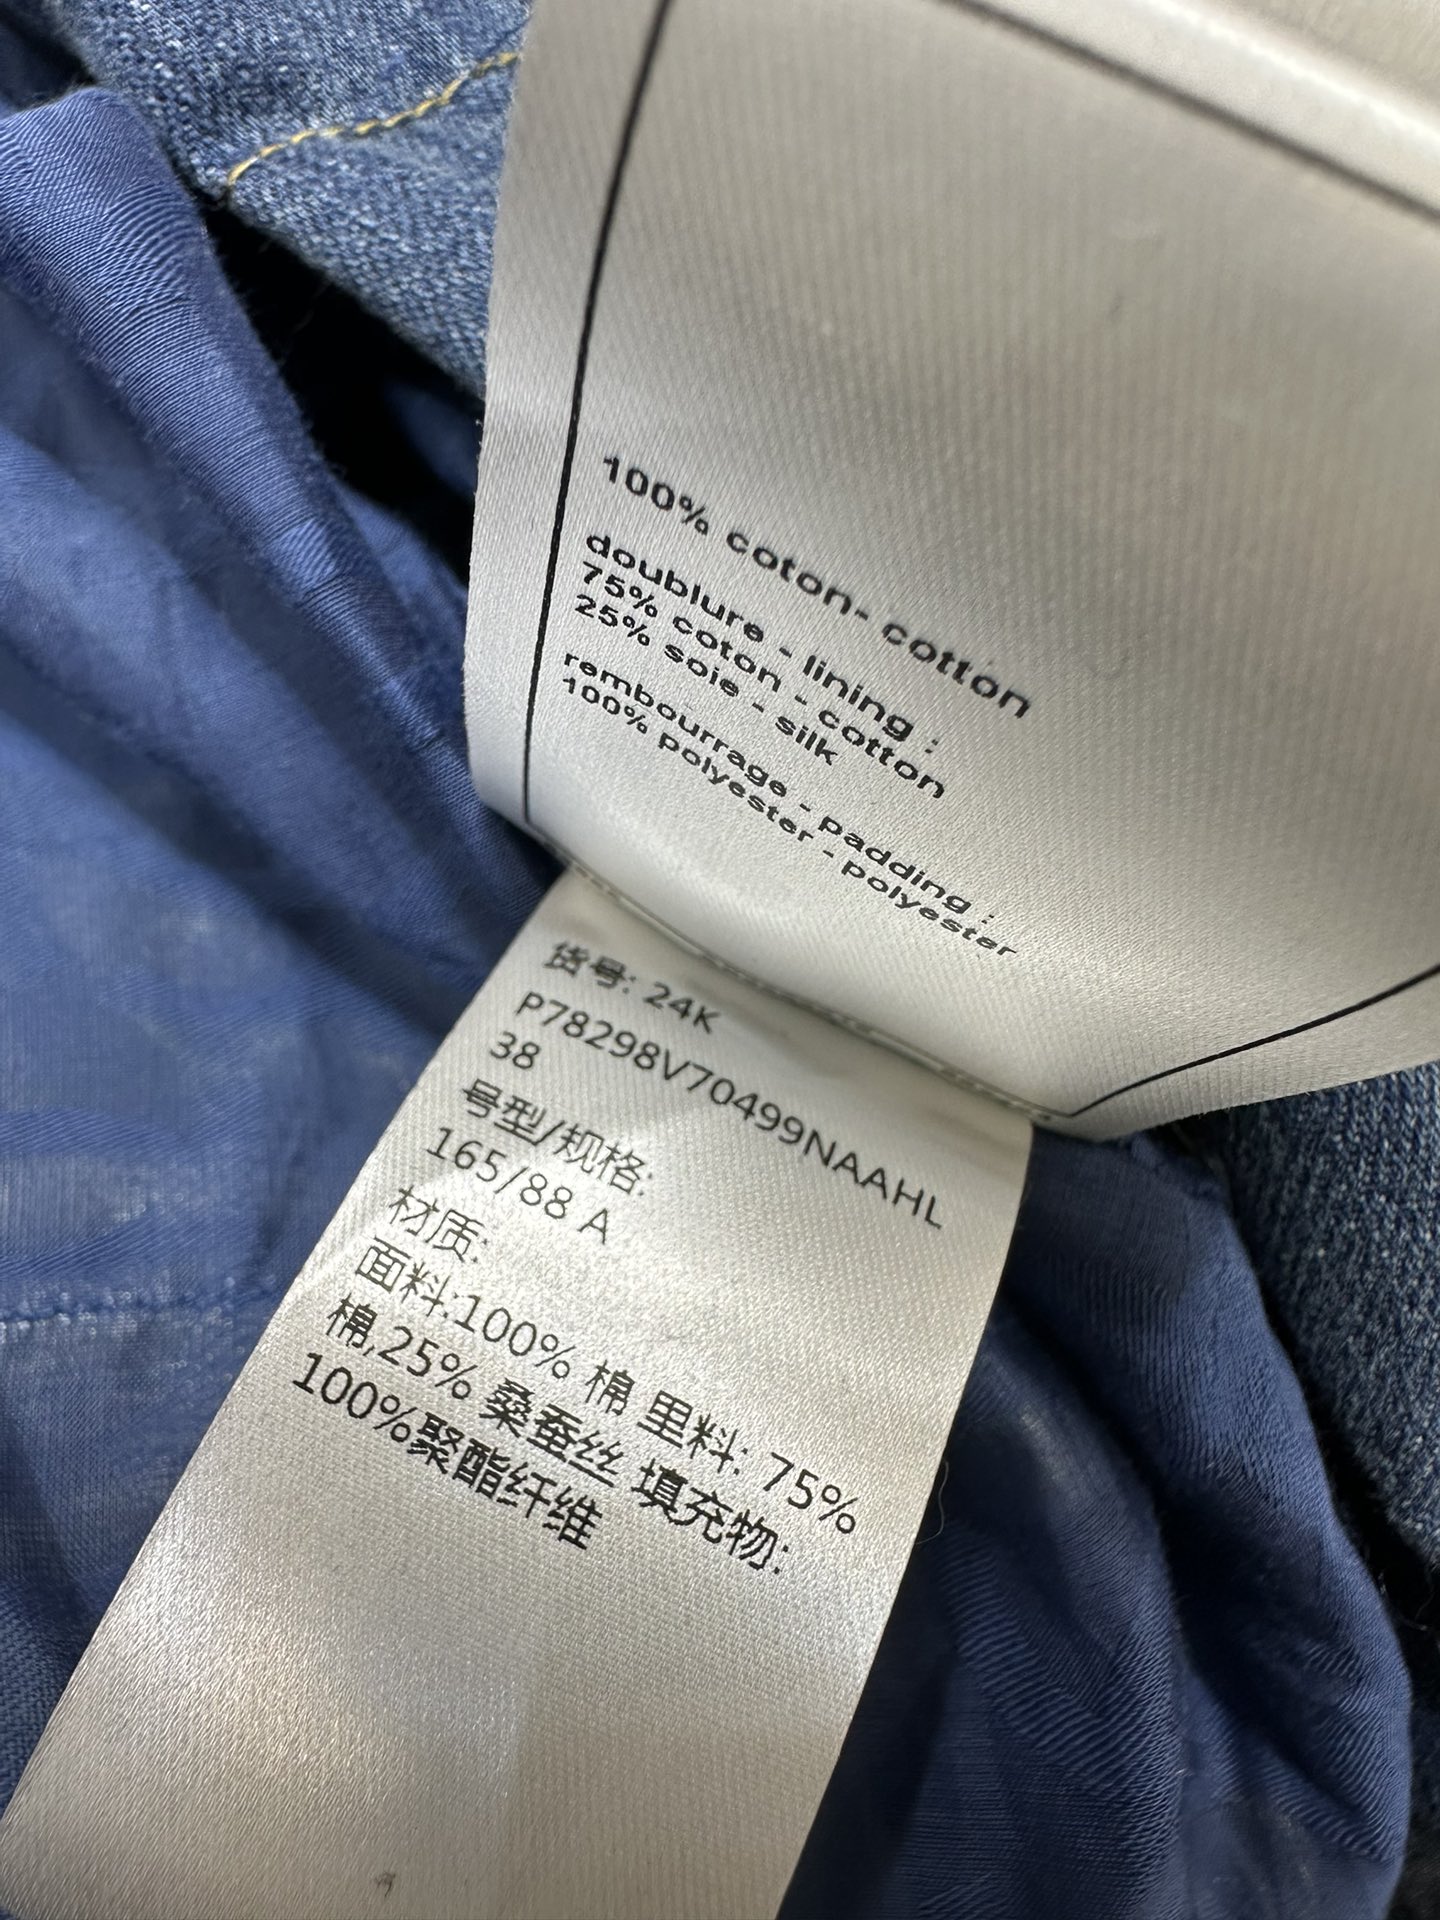 100% coton- cotton
doublure - lining :
75% coton - cotton
25% soie - silk
rembourrage - padding :
100% polyester - polyester
货号: 24K
P78298V70499NAAHL
38
号型/规格:
165/88 A
材质:
面料:100% 棉 里料: 75%
棉,25% 桑蚕丝 填充物:
100%聚酯纤维